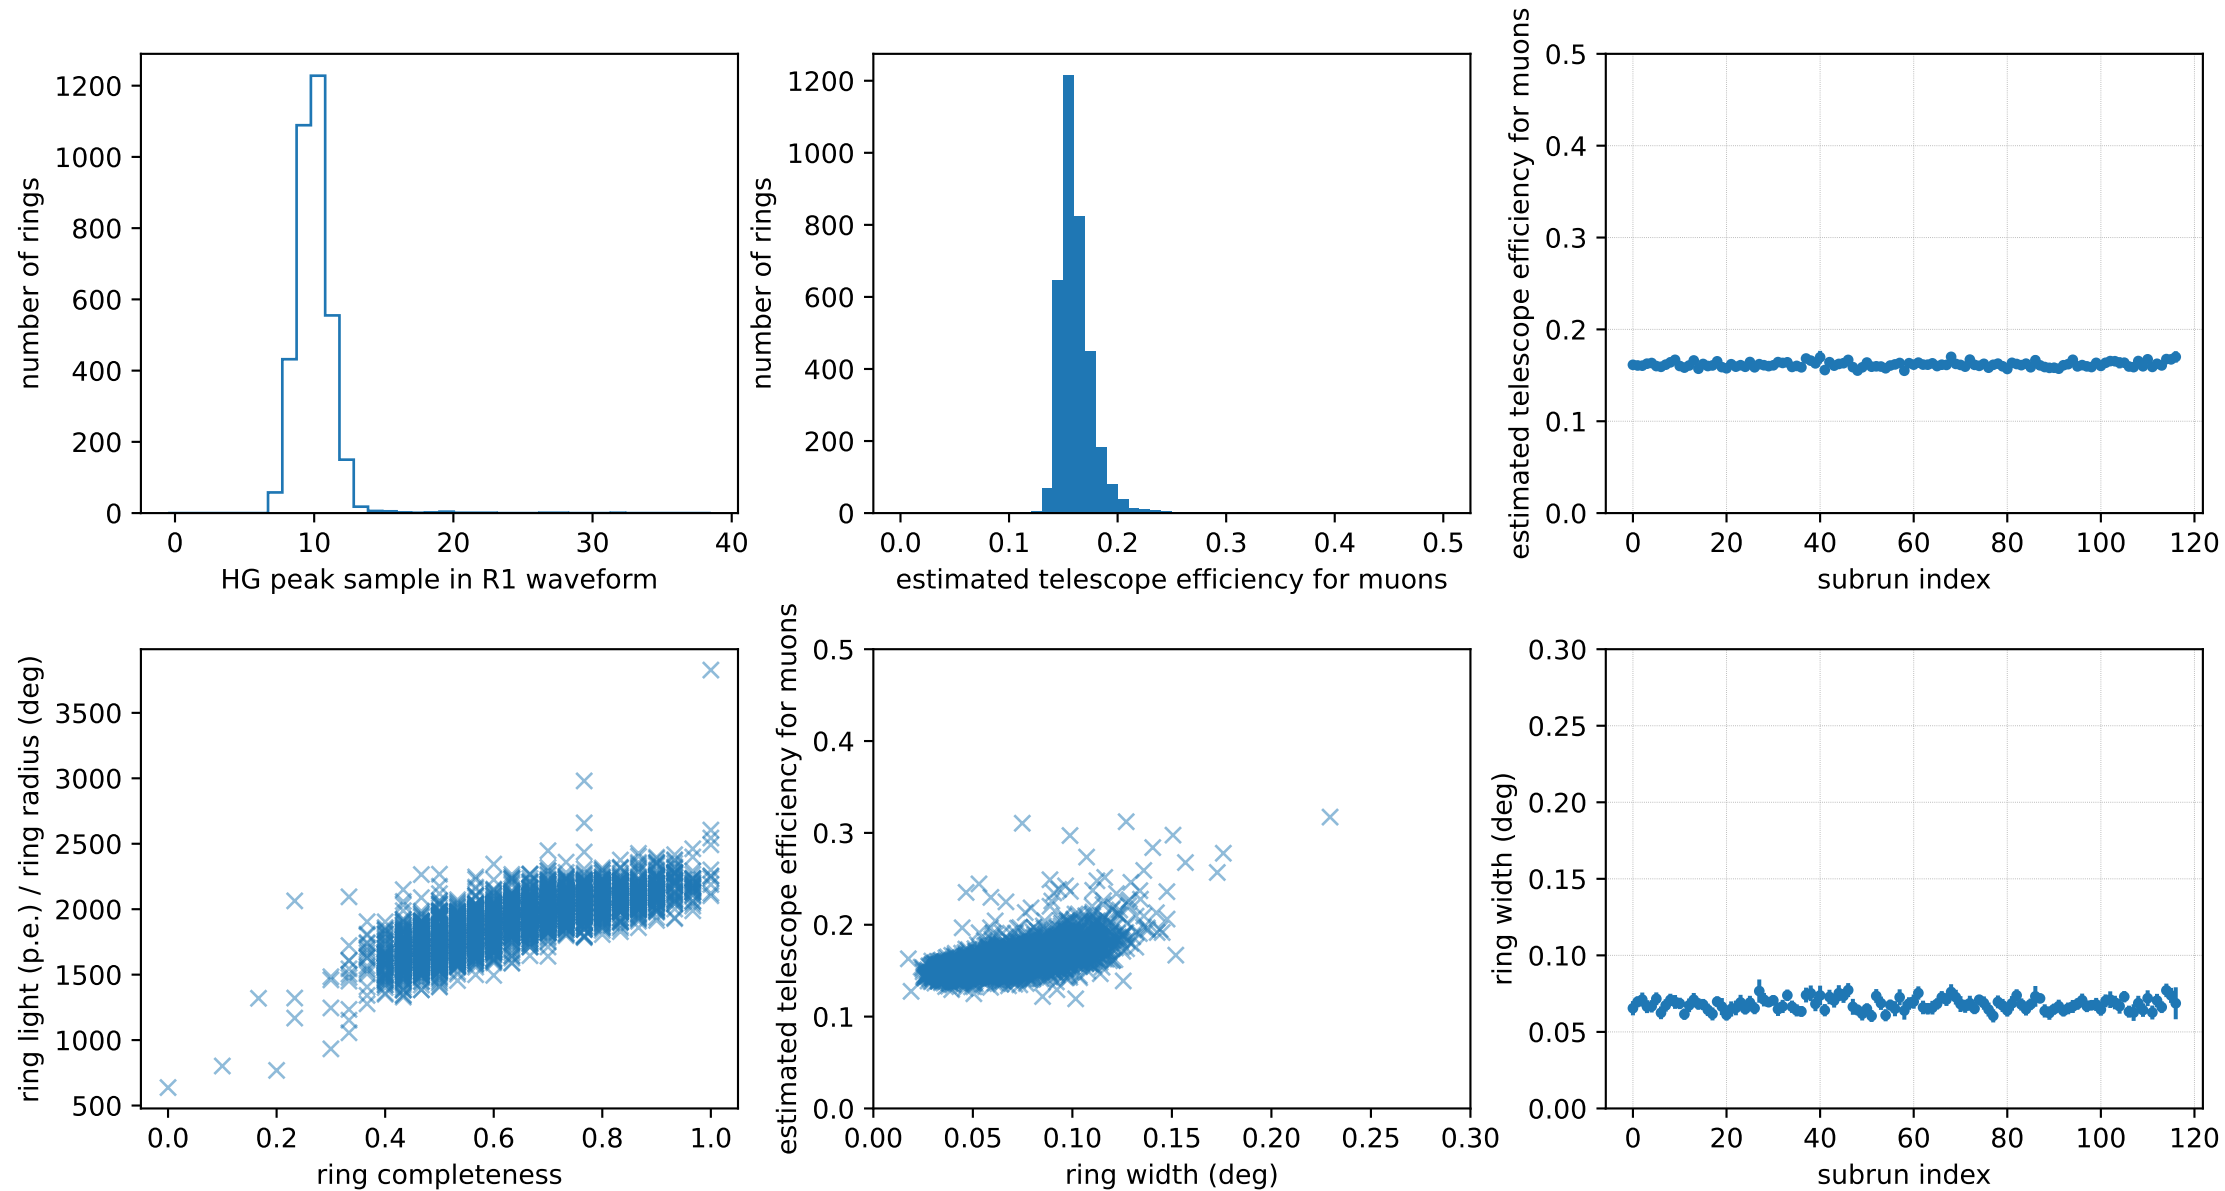 number of rings
1200
1000
800
600
400
200
0
0 10 20 30 40
HG peak sample in R1 waveform
number of rings
1200
1000
800
600
400
200
0
0.0 0.1 0.2 0.3 0.4 0.5
estimated telescope efficiency for muons
estimated telescope efficiency for muons
0.5
0.4
0.3
0.2
0.1
0.0
0 20 40 60 80 100 120
subrun index
ring light (p.e.) / ring radius (deg)
3500
3000
2500
2000
1500
1000
500
0.0 0.2 0.4 0.6 0.8 1.0
ring completeness
estimated telescope efficiency for muons
0.5
0.4
0.3
0.2
0.1
0.0
0.00 0.05 0.10 0.15 0.20 0.25 0.30
ring width (deg)
ring width (deg)
0.30
0.25
0.20
0.15
0.10
0.05
0.00
0 20 40 60 80 100 120
subrun index